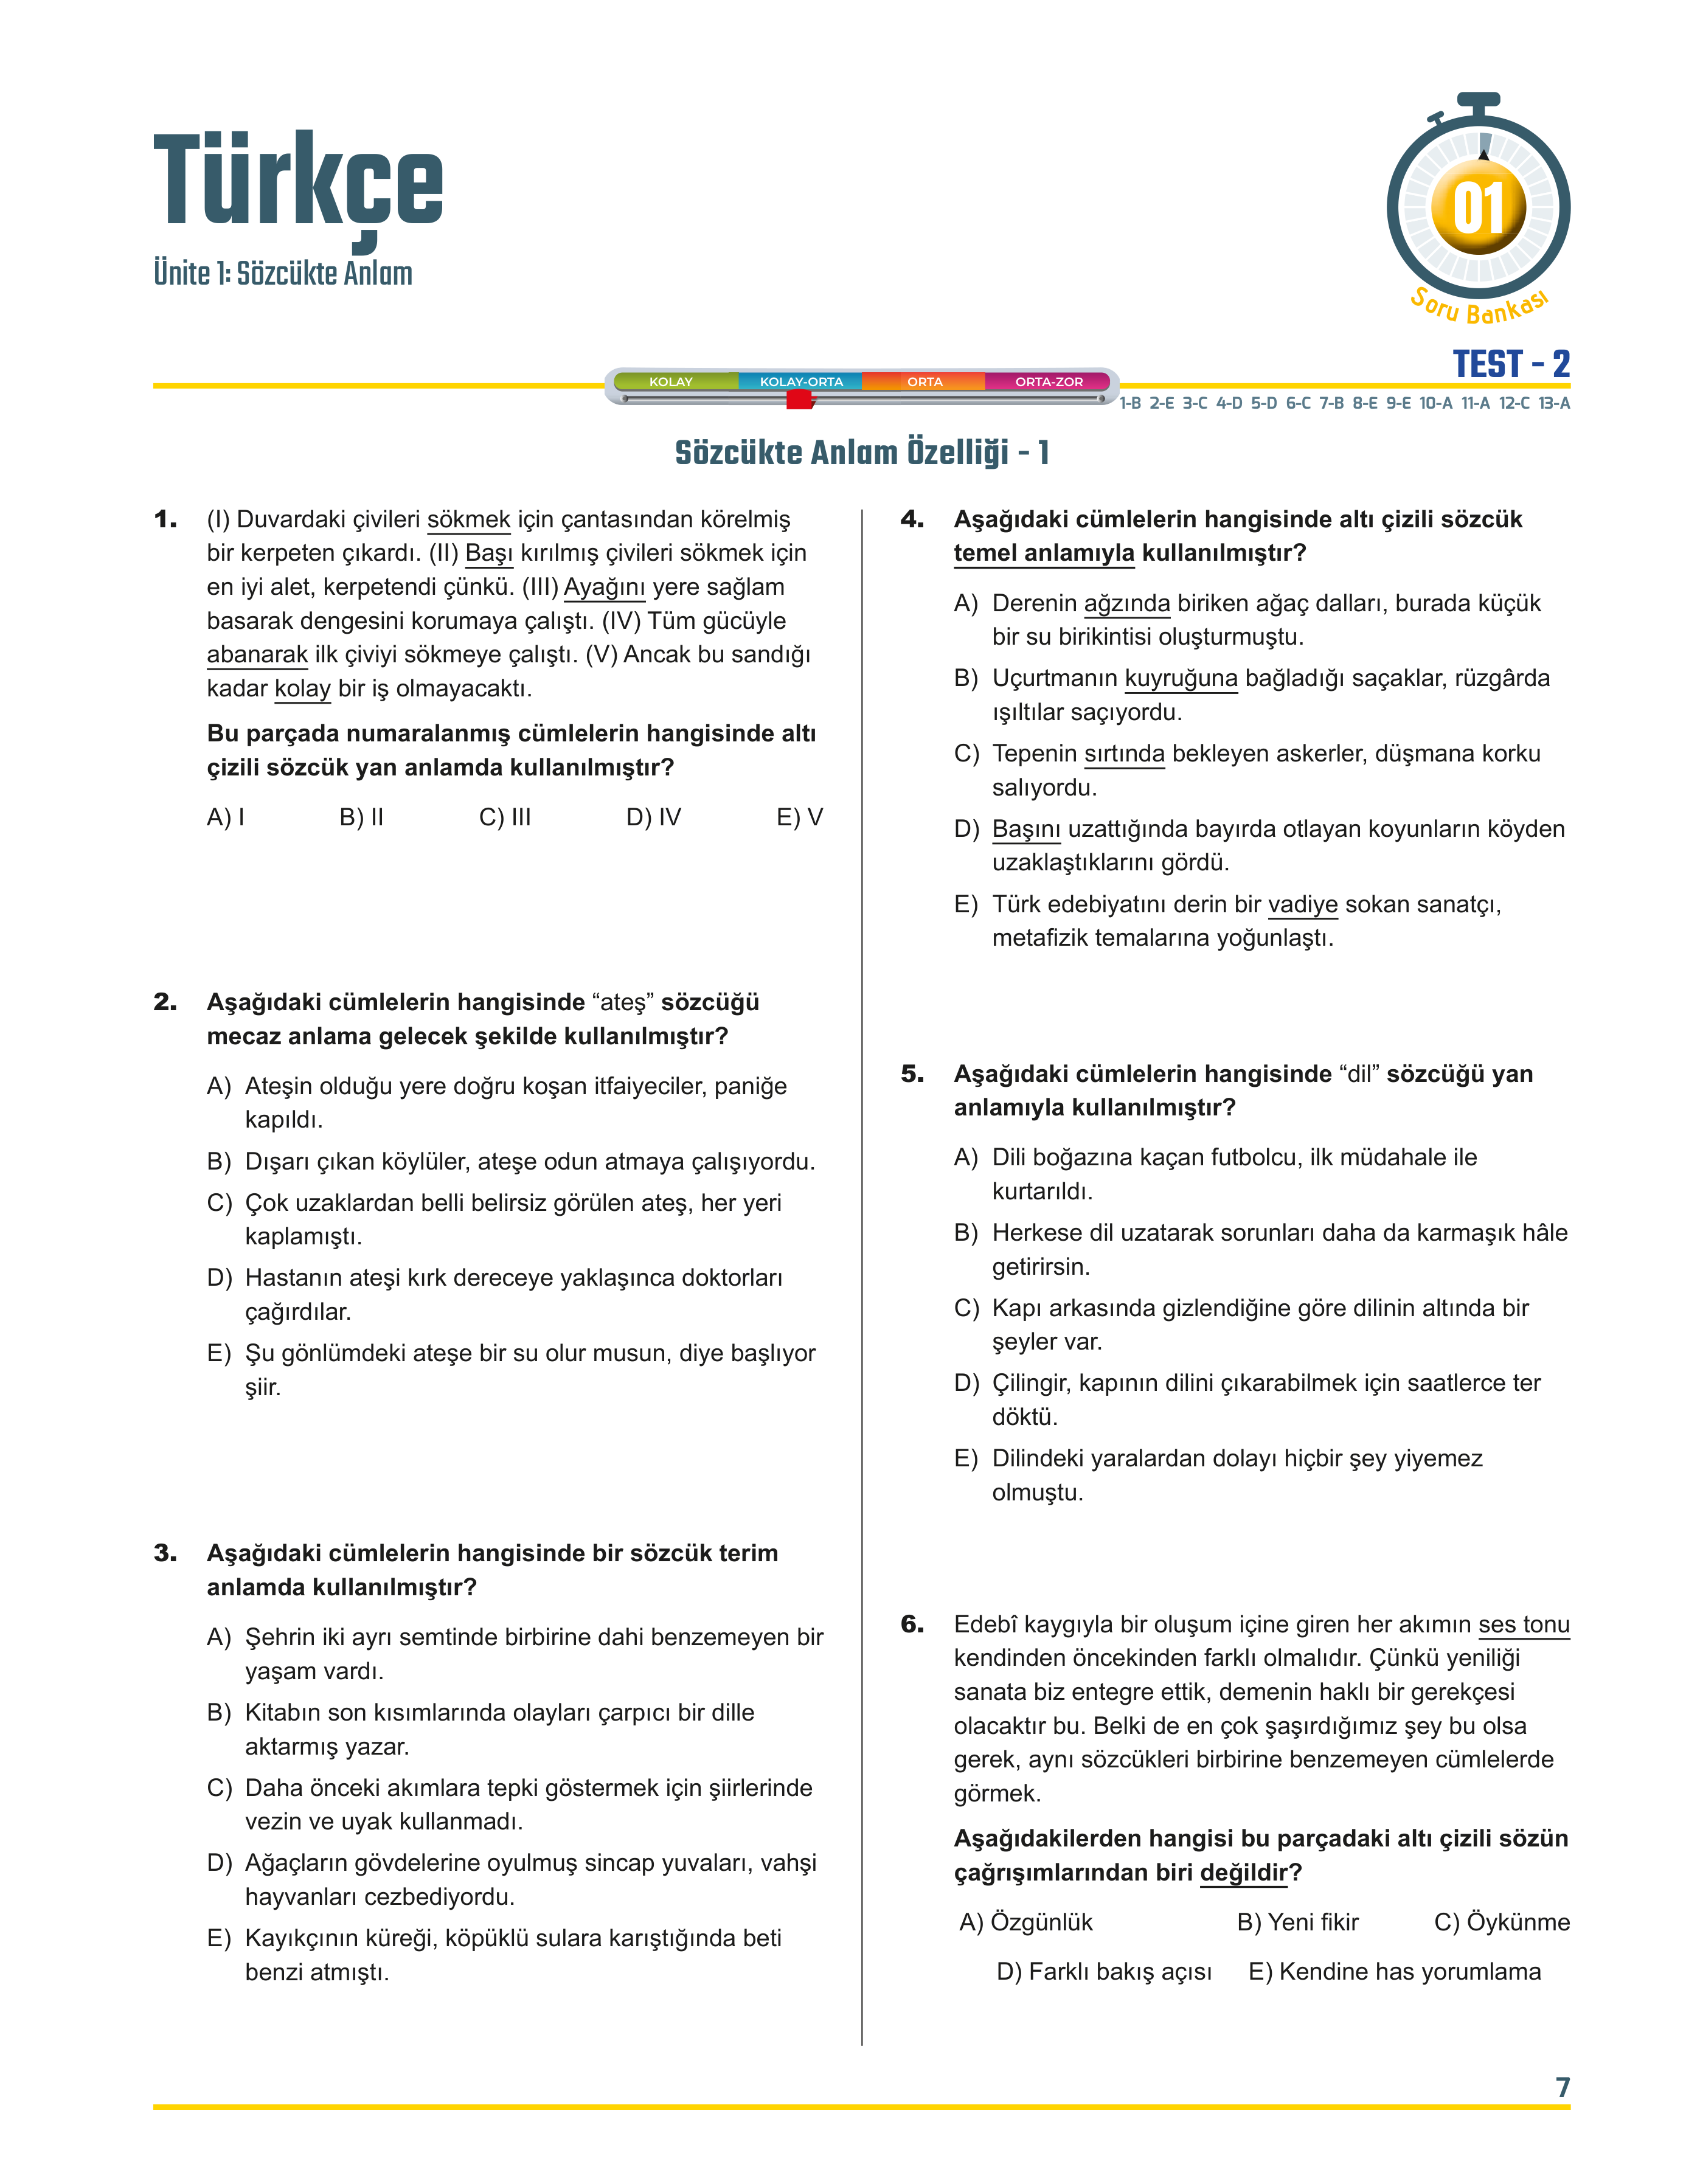 Türkçe
Ünite 1: Sözcükte Anlam
01
Soru Bankası
TEST - 2
KOLAY KOLAY-ORTA ORTA ORTA-ZOR
1-B 2-E 3-C 4-D 5-D 6-C 7-B 8-E 9-E 10-A 11-A 12-C 13-A
Sözcükte Anlam Özelliği - 1
1. (I) Duvardaki çivileri sökmek için çantasından körelmiş
bir kerpeten çıkardı. (II) Başı kırılmış çivileri sökmek için
en iyi alet, kerpetendi çünkü. (III) Ayağını yere sağlam
basarak dengesini korumaya çalıştı. (IV) Tüm gücüyle
abanarak ilk çiviyi sökmeye çalıştı. (V) Ancak bu sandığı
kadar kolay bir iş olmayacaktı.
Bu parçada numaralanmış cümlelerin hangisinde altı
çizili sözcük yan anlamda kullanılmıştır?
A) I B) II C) III D) IV E) V
2. Aşağıdaki cümlelerin hangisinde “ateş” sözcüğü
mecaz anlama gelecek şekilde kullanılmıştır?
A) Ateşin olduğu yere doğru koşan itfaiyeciler, paniğe
kapıldı.
B) Dışarı çıkan köylüler, ateşe odun atmaya çalışıyordu.
C) Çok uzaklardan belli belirsiz görülen ateş, her yeri
kaplamıştı.
D) Hastanın ateşi kırk dereceye yaklaşınca doktorları
çağırdılar.
E) Şu gönlümdeki ateşe bir su olur musun, diye başlıyor
şiir.
3. Aşağıdaki cümlelerin hangisinde bir sözcük terim
anlamda kullanılmıştır?
A) Şehrin iki ayrı semtinde birbirine dahi benzemeyen bir
yaşam vardı.
B) Kitabın son kısımlarında olayları çarpıcı bir dille
aktarmış yazar.
C) Daha önceki akımlara tepki göstermek için şiirlerinde
vezin ve uyak kullanmadı.
D) Ağaçların gövdelerine oyulmuş sincap yuvaları, vahşi
hayvanları cezbediyordu.
E) Kayıkçının küreği, köpüklü sulara karıştığında beti
benzi atmıştı.
4. Aşağıdaki cümlelerin hangisinde altı çizili sözcük
temel anlamıyla kullanılmıştır?
A) Derenin ağzında biriken ağaç dalları, burada küçük
bir su birikintisi oluşturmuştu.
B) Uçurtmanın kuyruğuna bağladığı saçaklar, rüzgârda
ışıltılar saçıyordu.
C) Tepenin sırtında bekleyen askerler, düşmana korku
salıyordu.
D) Başını uzattığında bayırda otlayan koyunların köyden
uzaklaştıklarını gördü.
E) Türk edebiyatını derin bir vadiye sokan sanatçı,
metafizik temalarına yoğunlaştı.
5. Aşağıdaki cümlelerin hangisinde “dil” sözcüğü yan
anlamıyla kullanılmıştır?
A) Dili boğazına kaçan futbolcu, ilk müdahale ile
kurtarıldı.
B) Herkese dil uzatarak sorunları daha da karmaşık hâle
getirirsin.
C) Kapı arkasında gizlendiğine göre dilinin altında bir
şeyler var.
D) Çilingir, kapının dilini çıkarabilmek için saatlerce ter
döktü.
E) Dilindeki yaralardan dolayı hiçbir şey yiyemez
olmuştu.
6. Edebî kaygıyla bir oluşum içine giren her akımın ses tonu
kendinden öncekinden farklı olmalıdır. Çünkü yeniliği
sanata biz entegre ettik, demenin haklı bir gerekçesi
olacaktır bu. Belki de en çok şaşırdığımız şey bu olsa
gerek, aynı sözcükleri birbirine benzemeyen cümlelerde
görmek.
Aşağıdakilerden hangisi bu parçadaki altı çizili sözün
çağrışımlarından biri değildir?
A) Özgünlük B) Yeni fikir C) Öykünme
D) Farklı bakış açısı E) Kendine has yorumlama
7